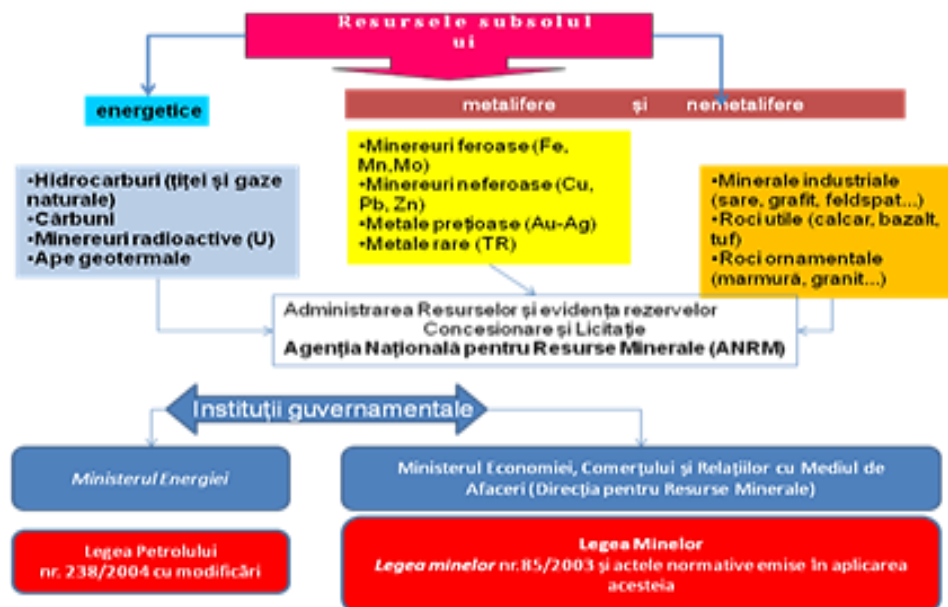 Resursele subsolul
ui
energetice
metalifere și nemetalifere
•Hidrocarburi (țiței și gaze
naturale)
•Cărbuni
•Minereuri radioactive (U)
•Ape geotermale
•Minereuri feroase (Fe,
Mn,Mo)
•Minereuri neferoase (Cu,
Pb, Zn)
•Metale prețioase (Au-Ag)
•Metale rare (TR)
•Minerale industriale
(sare, grafit, feldspat...)
•Roci utile (calcar, bazalt,
tuf)
•Roci ornamentale
(marmură, granit...)
Administrarea Resurselor și evidența rezervelor
Concesionare și Licitație
Agenția Națională pentru Resurse Minerale (ANRM)
Instituții guvernamentale
Ministerul Energiei
Ministerul Economiei, Comerțului și Relațiilor cu Mediul de
Afaceri (Direcția pentru Resurse Minerale)
Legea Petrolului
nr. 238/2004 cu modificări
Legea Minelor
Legea minelor nr.85/2003 și actele normative emise în aplicarea
acesteia